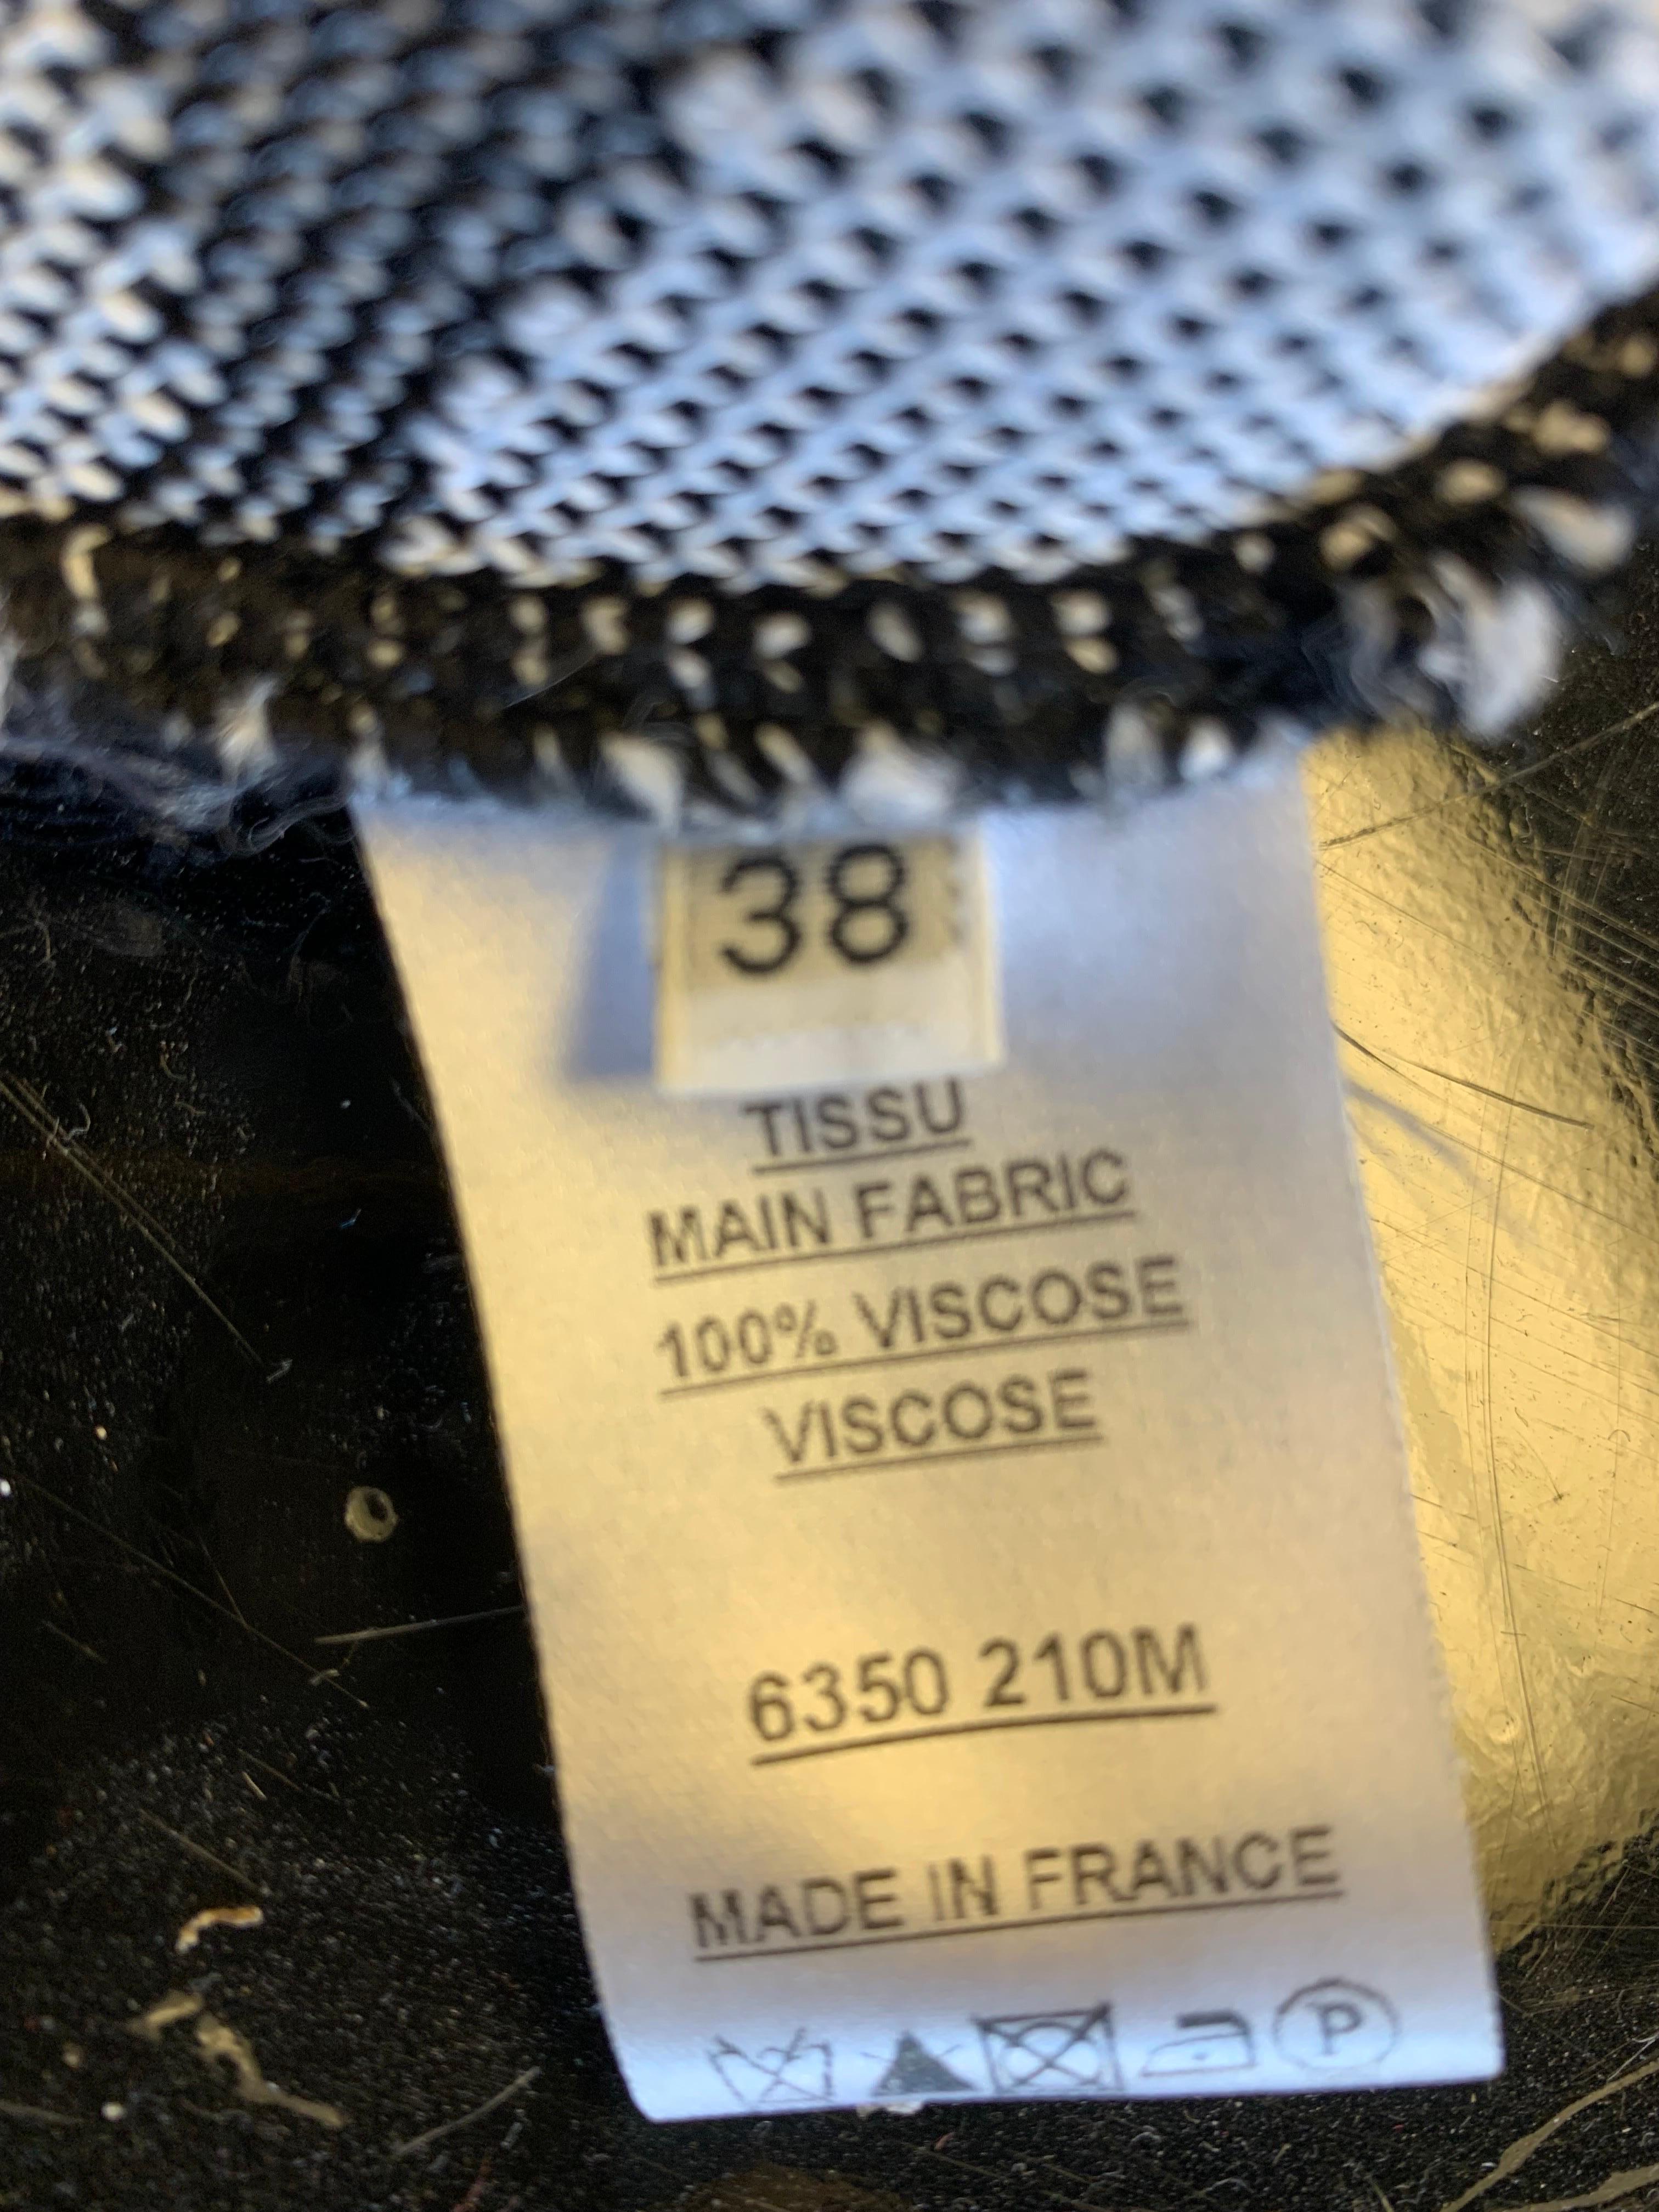 38
TISSU
MAIN FABRIC
100% VISCOSE
VISCOSE
6350 210M
MADE IN FRANCE
P